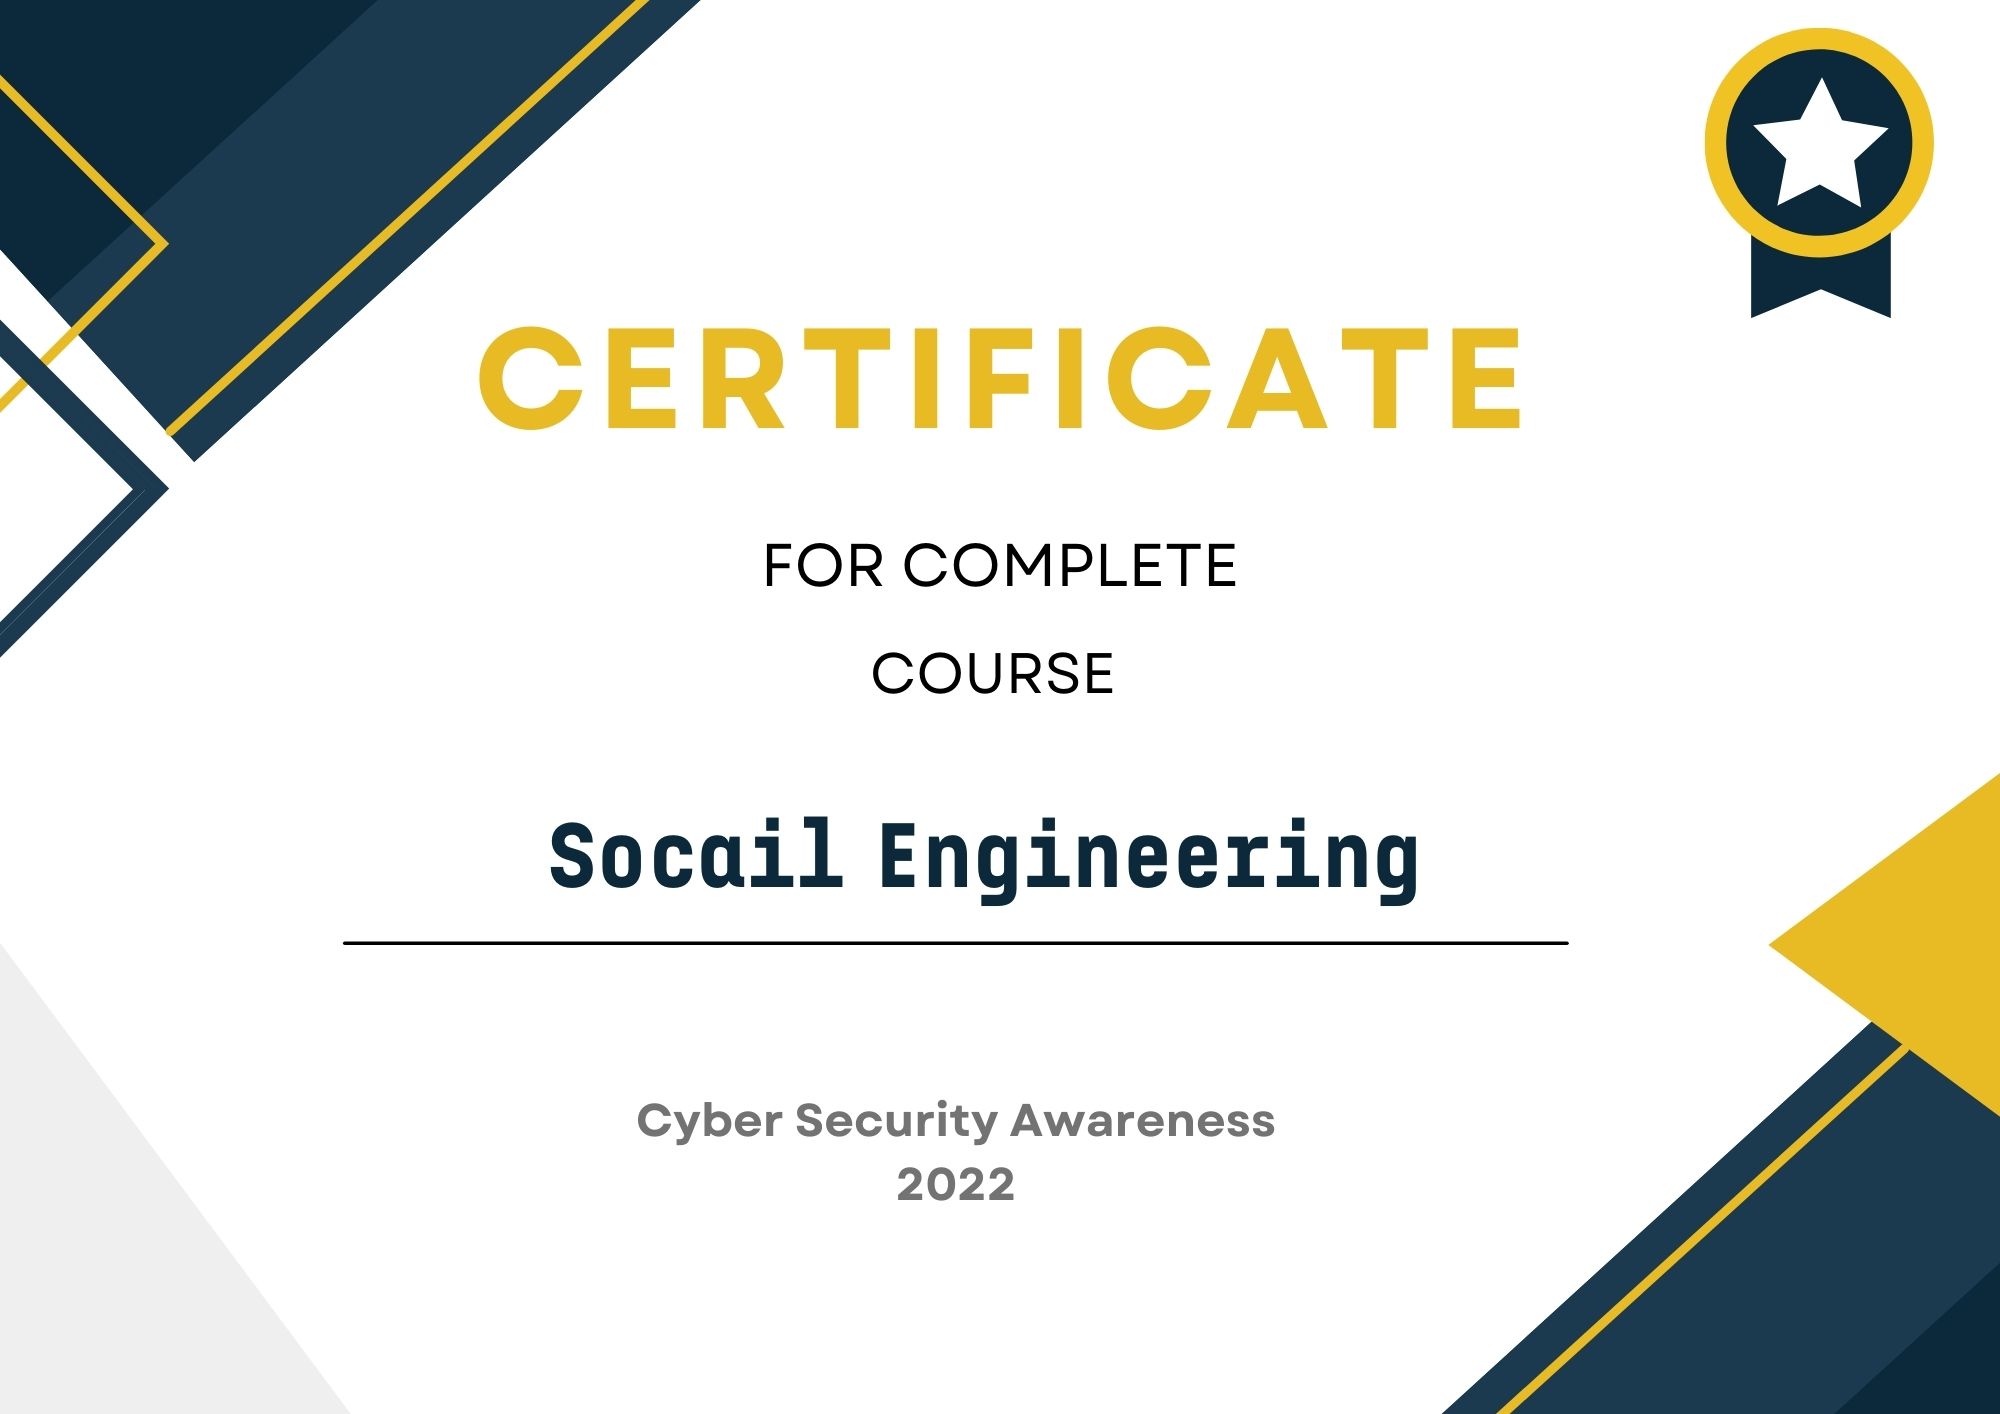 CERTIFICATE
FOR COMPLETE
COURSE
Socail Engineering
Cyber Security Awareness
2022